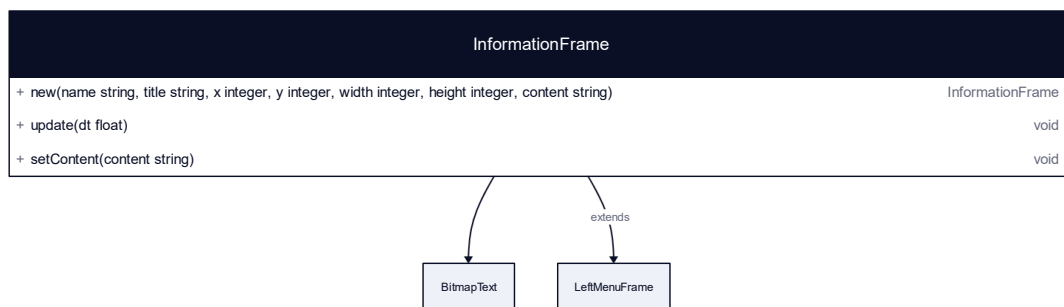 InformationFrame
+ new(name string, title string, x integer, y integer, width integer, height integer, content string) InformationFrame
+ update(dt float) void
+ setContent(content string) void
extends
BitmapText LeftMenuFrame